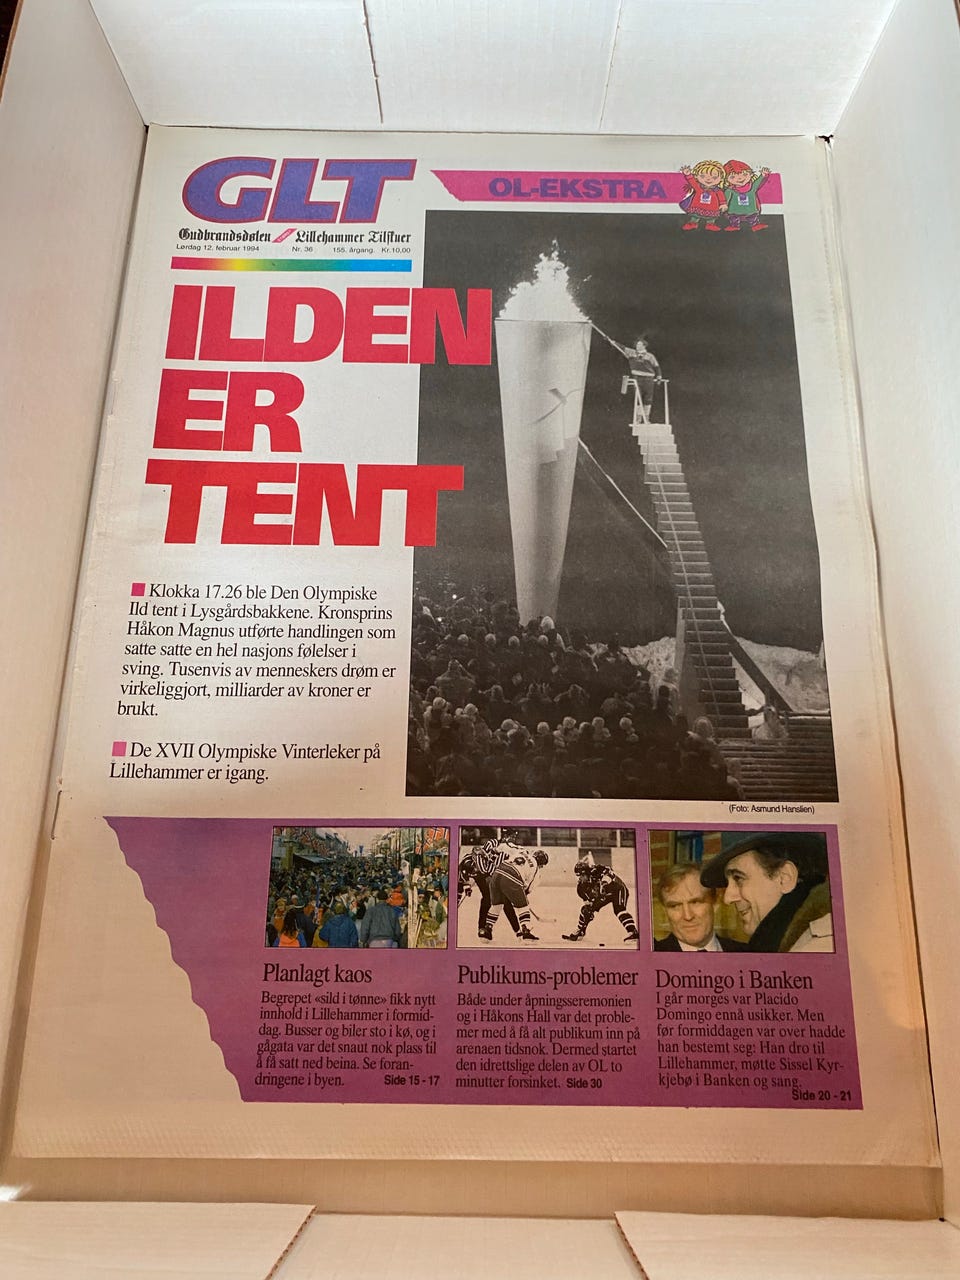 GLT
OL-EKSTRA
Gudbrandsdølen Lillehammer Tilskuer
Lørdag 12. februar 1994 Nr. 36 155. årgang. Kr.10,00
ILDEN
ER
TENT
Klokka 17.26 ble Den Olympiske
Ild tent i Lysgårdsbakkene. Kronsprins
Håkon Magnus utførte handlingen som
satte satte en hel nasjons følelser i
sving. Tusenvis av menneskers drøm er
virkeliggjort, milliarder av kroner er
brukt.
De XVII Olympiske Vinterleker på
Lillehammer er igang.
(Foto: Asmund Hanslien)
Planlagt kaos
Begrepet «sild i tønne» fikk nytt
innhold i Lillehammer i formid-
dag. Busser og biler sto i kø, og i
gågata var det snaut nok plass til
å få satt ned beina. Se foran-
dringene i byen. Side 15 - 17
Publikums-problemer
Både under åpningsseremonien
og i Håkons Hall var det proble-
mer med å få alt publikum inn på
arenaen tidsnok. Dermed startet
den idrettslige delen av OL to
minutter forsinket. Side 30
Domingo i Banken
I går morges var Placido
Domingo ennå usikker. Men
før formiddagen var over hadde
han bestemt seg: Han dro til
Lillehammer, møtte Sissel Kyr-
kjebø i Banken og sang.
Side 20 - 21